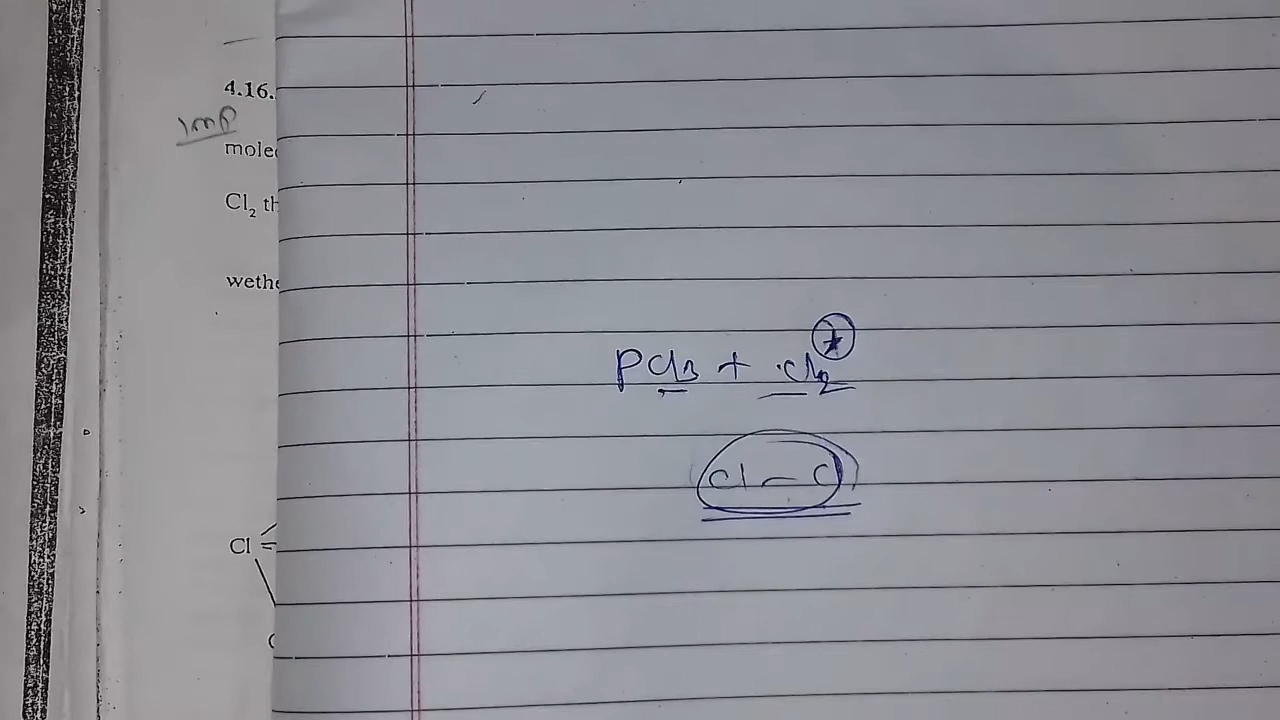 4.16.
Imp
mole
Cl₂ th
wethe
PCl₃ + Cl₂ *
Cl – Cl
Cl